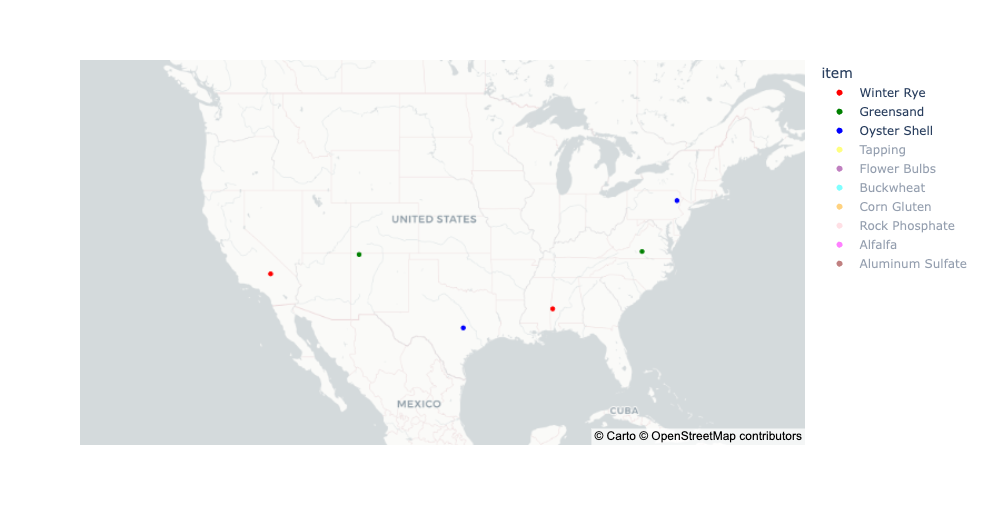 item
Winter Rye
Greensand
Oyster Shell
Tapping
Flower Bulbs
Buckwheat
Corn Gluten
Rock Phosphate
Alfalfa
Aluminum Sulfate
UNITED STATES
MEXICO
CUBA
© Carto © OpenStreetMap contributors